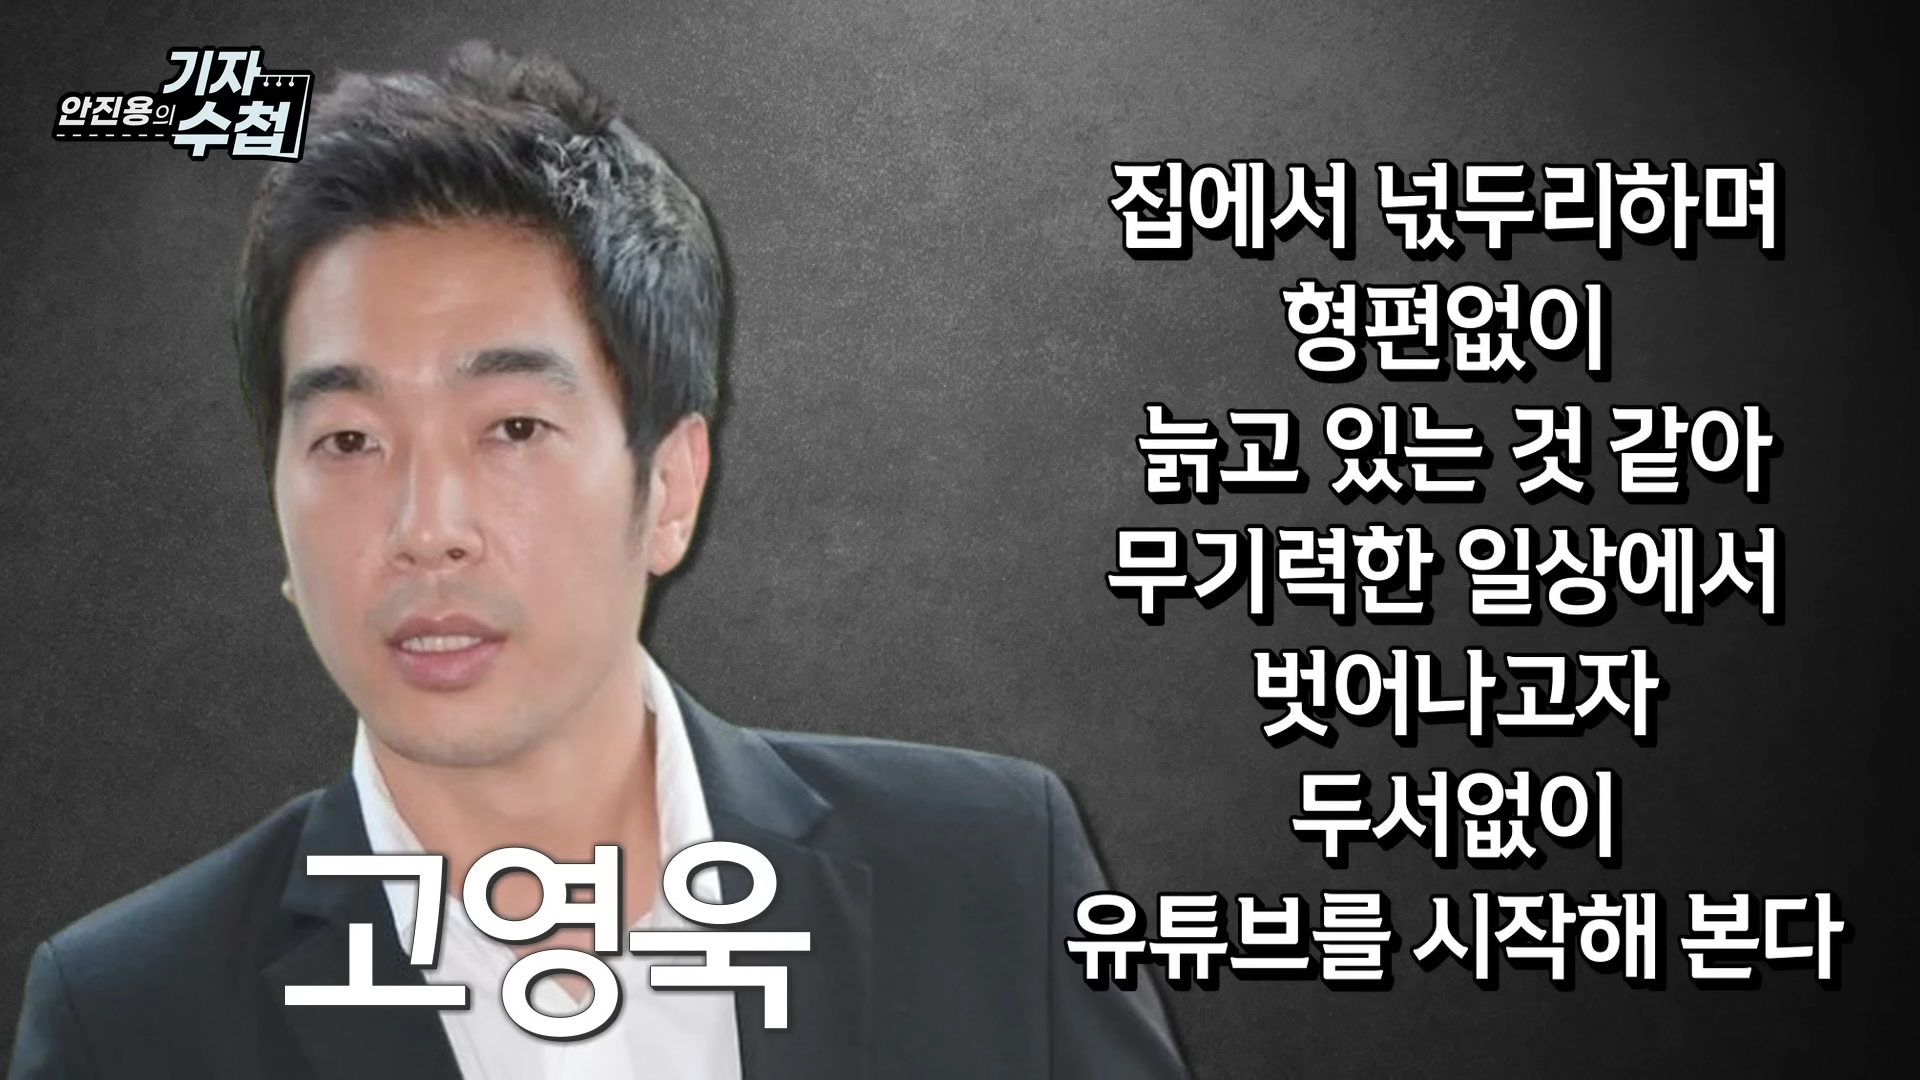 안진용의
기자
수첩
집에서 넋두리하며
형편없이
늙고 있는 것 같아
무기력한 일상에서
벗어나고자
두서없이
유튜브를 시작해 본다
고영욱